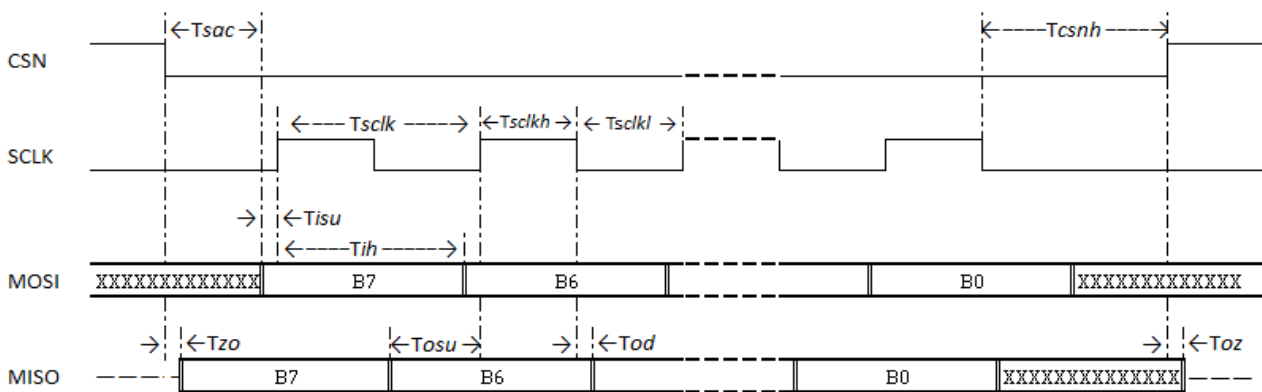 Tsac
Tcsnh
CSN
Tsclk
Tsclkh
Tsclkl
SCLK
Tisu
Tih
MOSI XXXXXXXXXXXXX B7 B6 B0 XXXXXXXXXXXXX
Tzo Tosu Tod Toz
MISO B7 B6 B0 XXXXXXXXXXXXXX